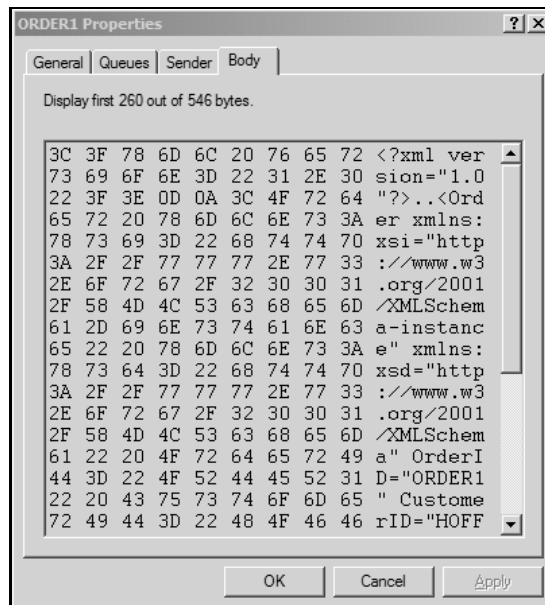 ORDER1 Properties
General Queues Sender Body
Display first 260 out of 546 bytes.
3C 3F 78 6D 6C 20 76 65 72 <?xml ver
73 69 6F 6E 3D 22 31 2E 30 sion="1.0
22 3F 3E 0D 0A 3C 4F 72 64 "?>..<Ord
65 72 20 78 6D 6C 6E 73 3A er xmlns:
78 73 69 3D 22 68 74 74 70 xsi="http
3A 2F 2F 77 77 77 2E 77 33 ://www.w3
2E 6F 72 67 2F 32 30 30 31 .org/2001
2F 58 4D 4C 53 63 68 65 6D /XMLSchem
61 2D 69 6E 73 74 61 6E 63 a-instanc
65 22 20 78 6D 6C 6E 73 3A e" xmlns:
78 73 64 3D 22 68 74 74 70 xsd="http
3A 2F 2F 77 77 77 2E 77 33 ://www.w3
2E 6F 72 67 2F 32 30 30 31 .org/2001
2F 58 4D 4C 53 63 68 65 6D /XMLSchem
61 22 20 4F 72 64 65 72 49 a" OrderI
44 3D 22 4F 52 44 45 52 31 D="ORDER1
22 20 43 75 73 74 6F 6D 65 " Custome
72 49 44 3D 22 48 4F 46 46 rID="HOFF
OK Cancel Apply